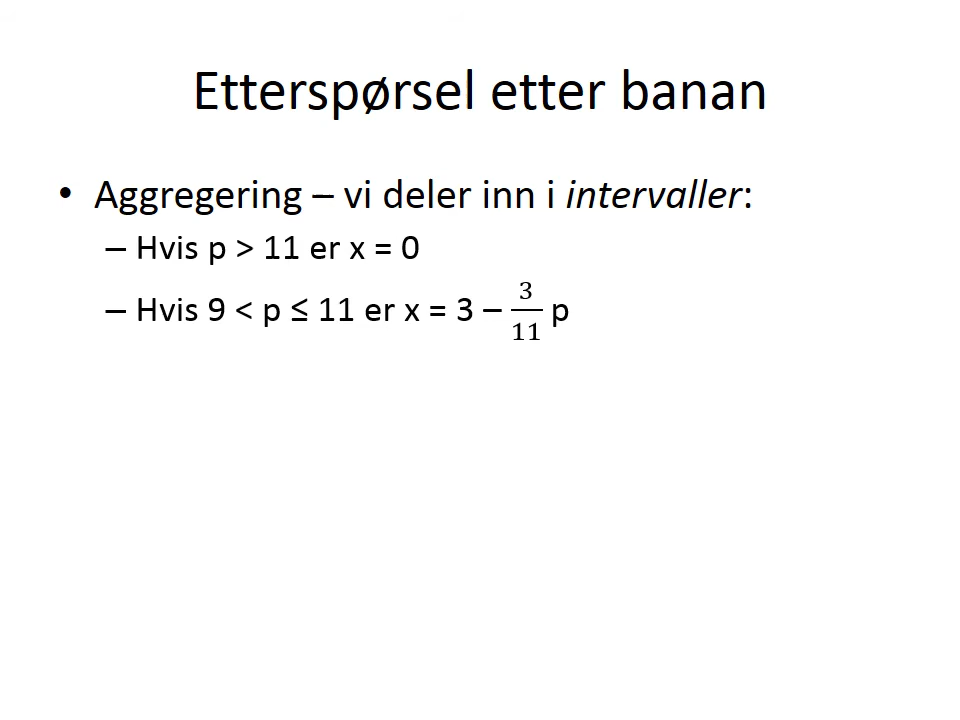 Etterspørsel etter banan
• Aggregering – vi deler inn i intervaller:
– Hvis p > 11 er x = 0
– Hvis 9 < p ≤ 11 er x = 3 – 3/11 p